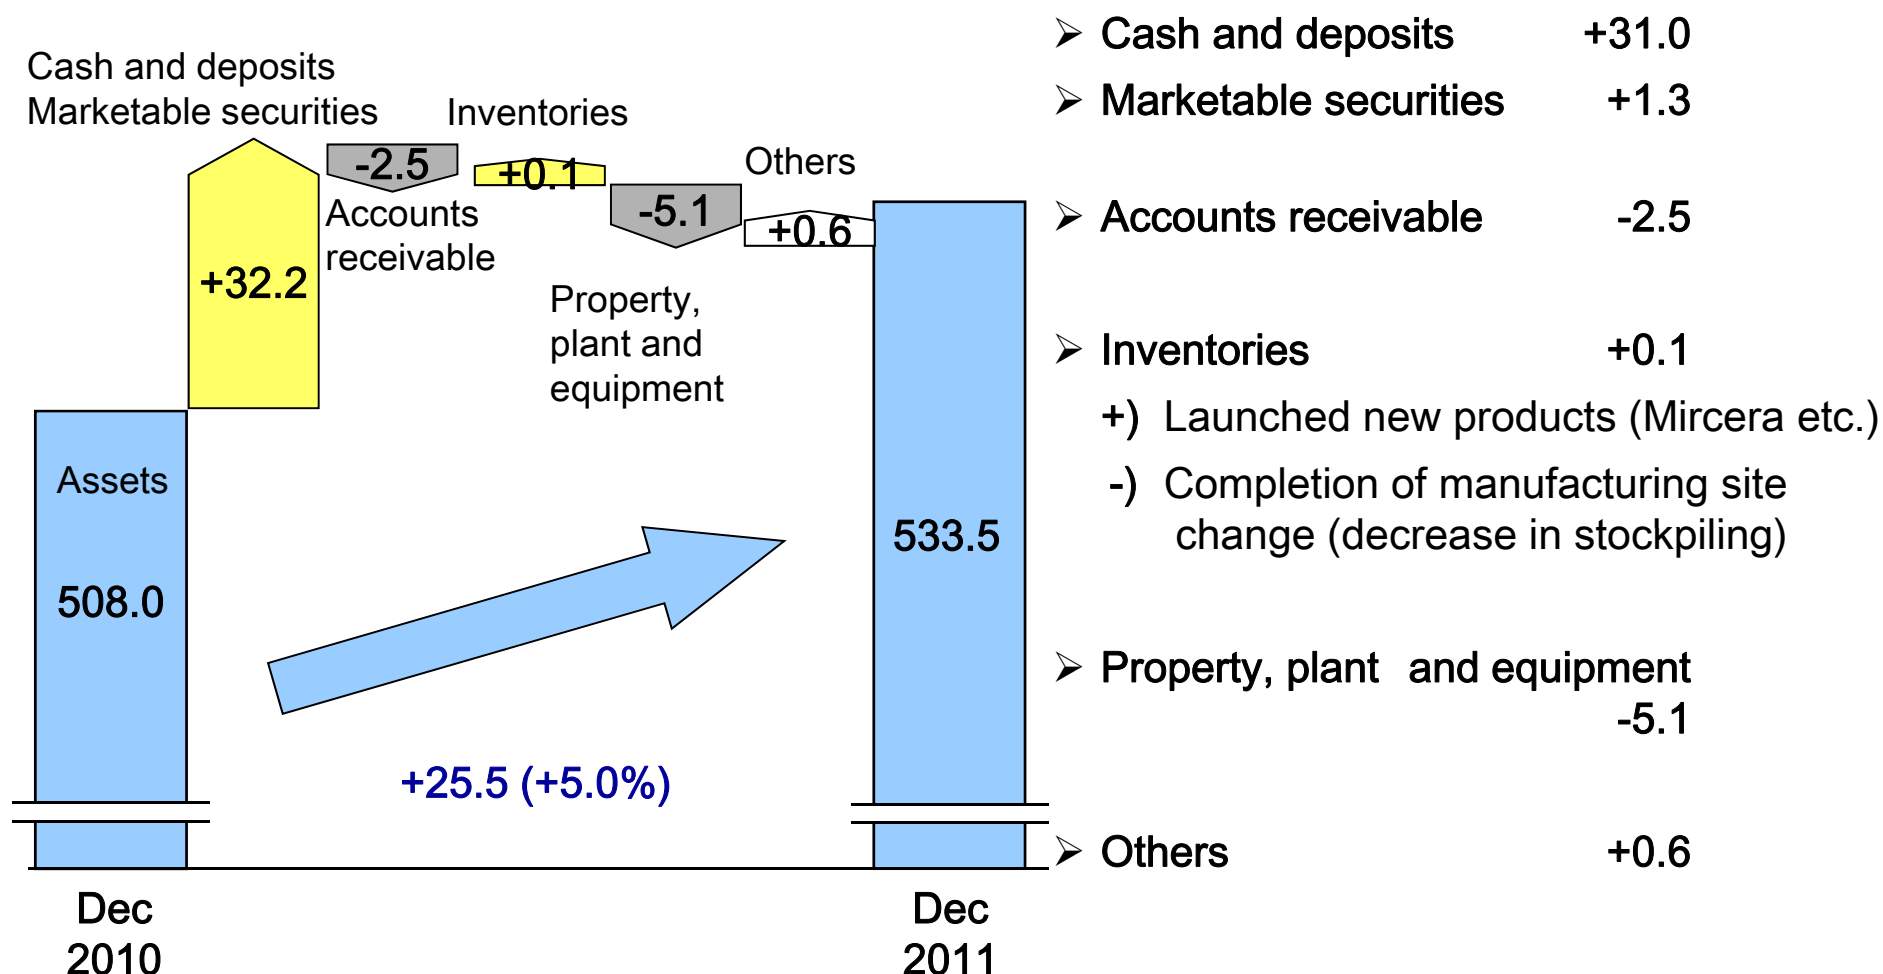 Cash and deposits
Marketable securities
Inventories
Others
-2.5
+0.1
-5.1
+0.6
Accounts
receivable
+32.2
Property,
plant and
equipment
Assets
508.0
533.5
+25.5 (+5.0%)
Dec
2010
Dec
2011
➢ Cash and deposits +31.0
➢ Marketable securities +1.3
➢ Accounts receivable -2.5
➢ Inventories +0.1
+) Launched new products (Mircera etc.)
-) Completion of manufacturing site
change (decrease in stockpiling)
➢ Property, plant and equipment
-5.1
➢ Others +0.6